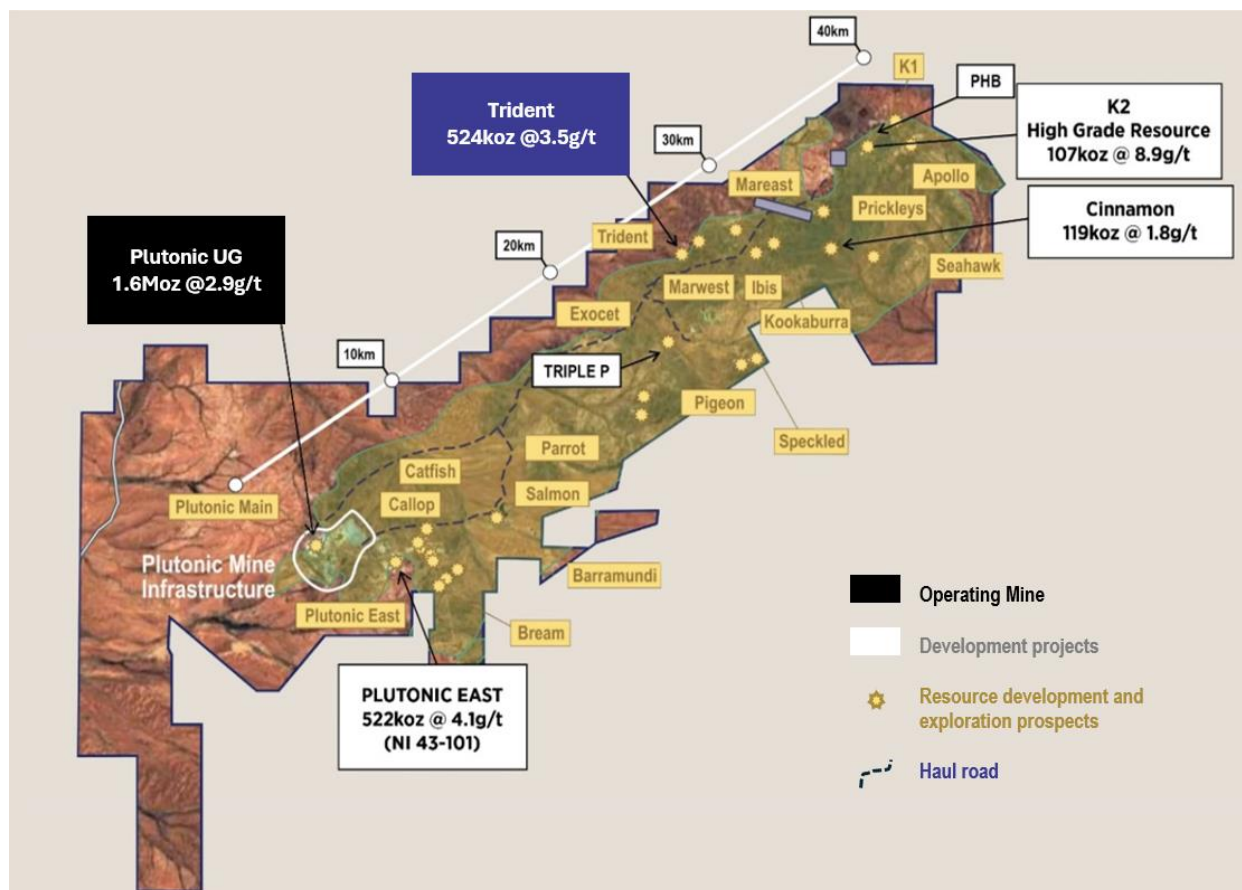 40km
K1
PHB
Trident
524koz @3.5g/t
K2
High Grade Resource
107koz @ 8.9g/t
30km
Mareast
Apollo
Prickleys
Cinnamon
119koz @ 1.8g/t
Plutonic UG
1.6Moz @2.9g/t
Trident
20km
Seahawk
Marwest
Ibis
Exocet
Kookaburra
10km
TRIPLE P
Pigeon
Speckled
Parrot
Catfish
Salmon
Callop
Plutonic Main
Plutonic Mine
Infrastructure
Barramundi
Plutonic East
Bream
PLUTONIC EAST
522koz @ 4.1g/t
(NI 43-101)
Operating Mine
Development projects
Resource development and
exploration prospects
Haul road